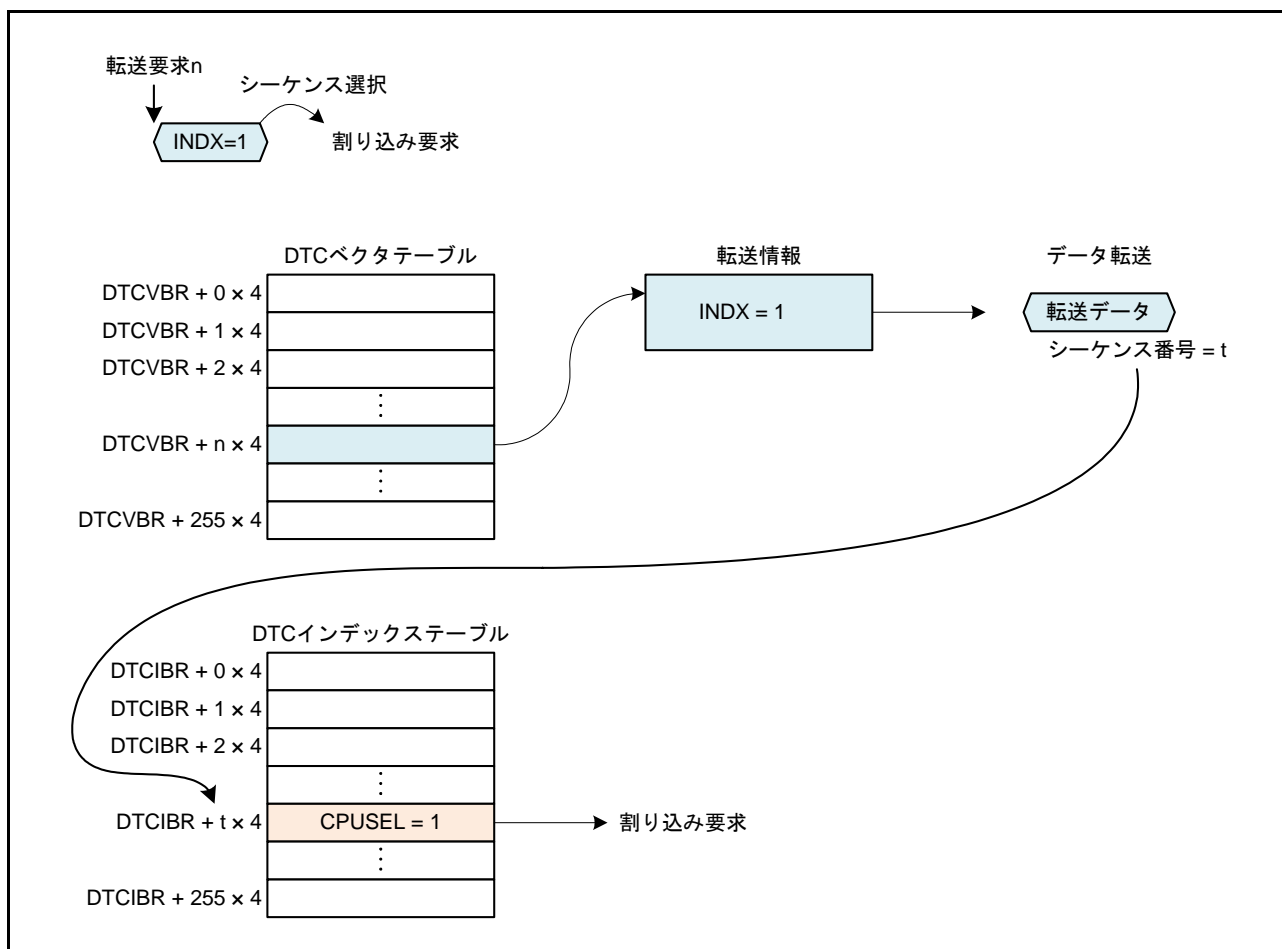 転送要求n
シーケンス選択
INDX=1
割り込み要求
DTCベクタテーブル
転送情報
データ転送
DTCVBR + 0 × 4
DTCVBR + 1 × 4
DTCVBR + 2 × 4
⋮
DTCVBR + n × 4
⋮
DTCVBR + 255 × 4
INDX = 1
転送データ
シーケンス番号 = t
DTCインデックステーブル
DTCIBR + 0 × 4
DTCIBR + 1 × 4
DTCIBR + 2 × 4
⋮
DTCIBR + t × 4
CPUSEL = 1
割り込み要求
⋮
DTCIBR + 255 × 4